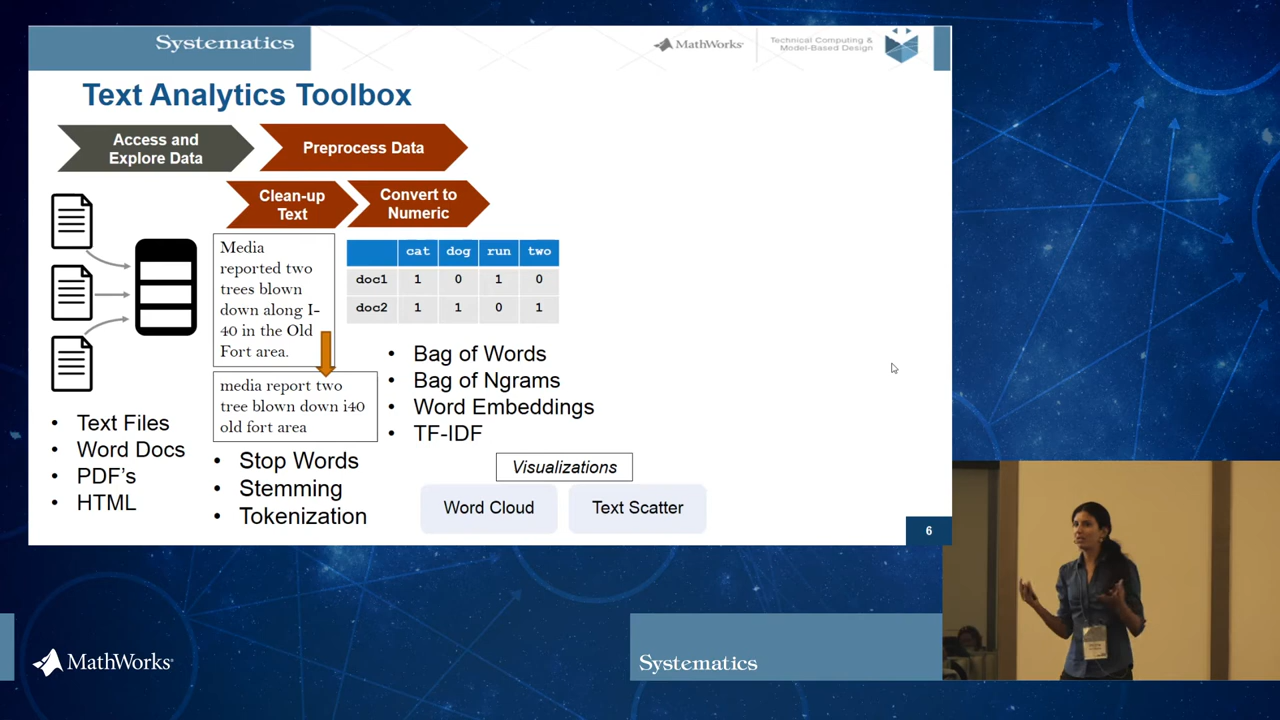 Systematics
MathWorks
Technical Computing &
Model-Based Design
Text Analytics Toolbox
Access and
Explore Data
Preprocess Data
Clean-up
Text
Convert to
Numeric
Media
reported two
trees blown
down along I-
40 in the Old
Fort area.
media report two
tree blown down i40
old fort area
cat dog run two
doc1 1 0 1 0
doc2 1 1 0 1
• Text Files
• Word Docs
• PDF's
• HTML
• Stop Words
• Stemming
• Tokenization
• Bag of Words
• Bag of Ngrams
• Word Embeddings
• TF-IDF
Visualizations
Word Cloud
Text Scatter
6
MathWorks®
Systematics